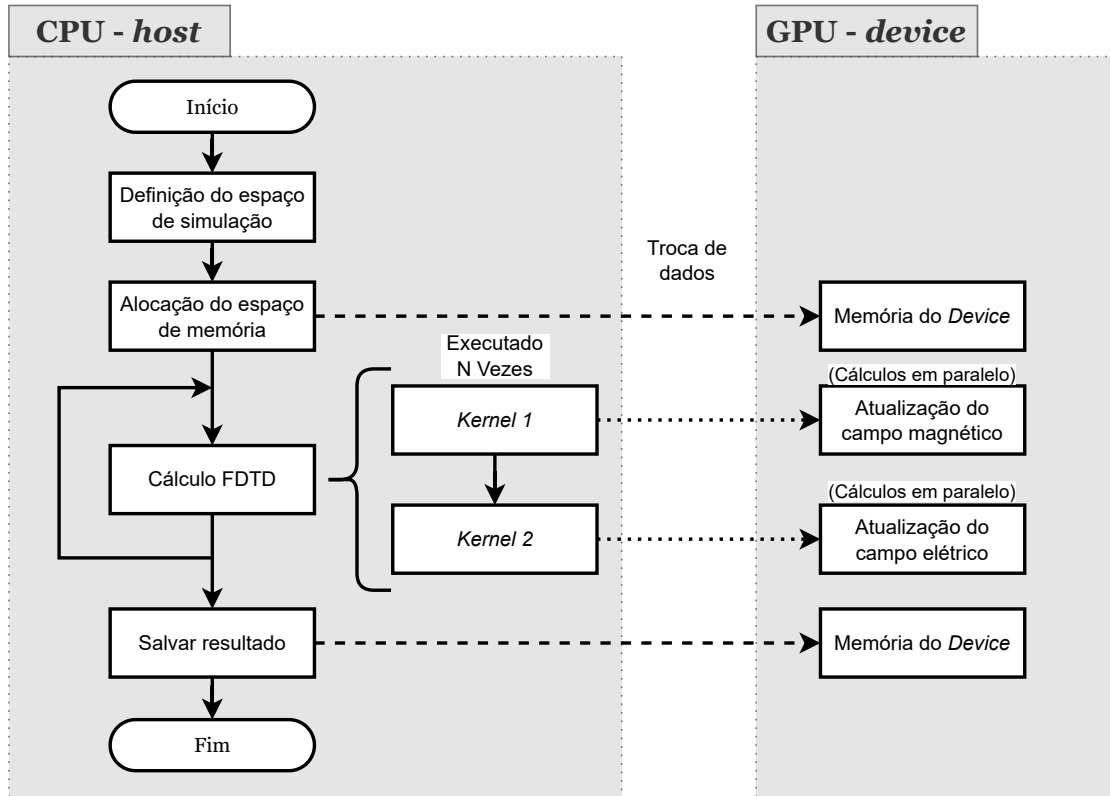 CPU - host
GPU - device
Início
Definição do espaço
de simulação
Troca de
dados
Alocação do espaço
de memória
Memória do Device
Executado
N Vezes
(Cálculos em paralelo)
Kernel 1
Atualização do
campo magnético
Cálculo FDTD
(Cálculos em paralelo)
Kernel 2
Atualização do
campo elétrico
Salvar resultado
Memória do Device
Fim